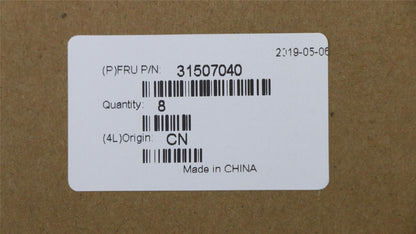 2019-05-06
(P)FRU P/N: 31507040
Quantity: 8
(4L)Origin: CN
Made in CHINA